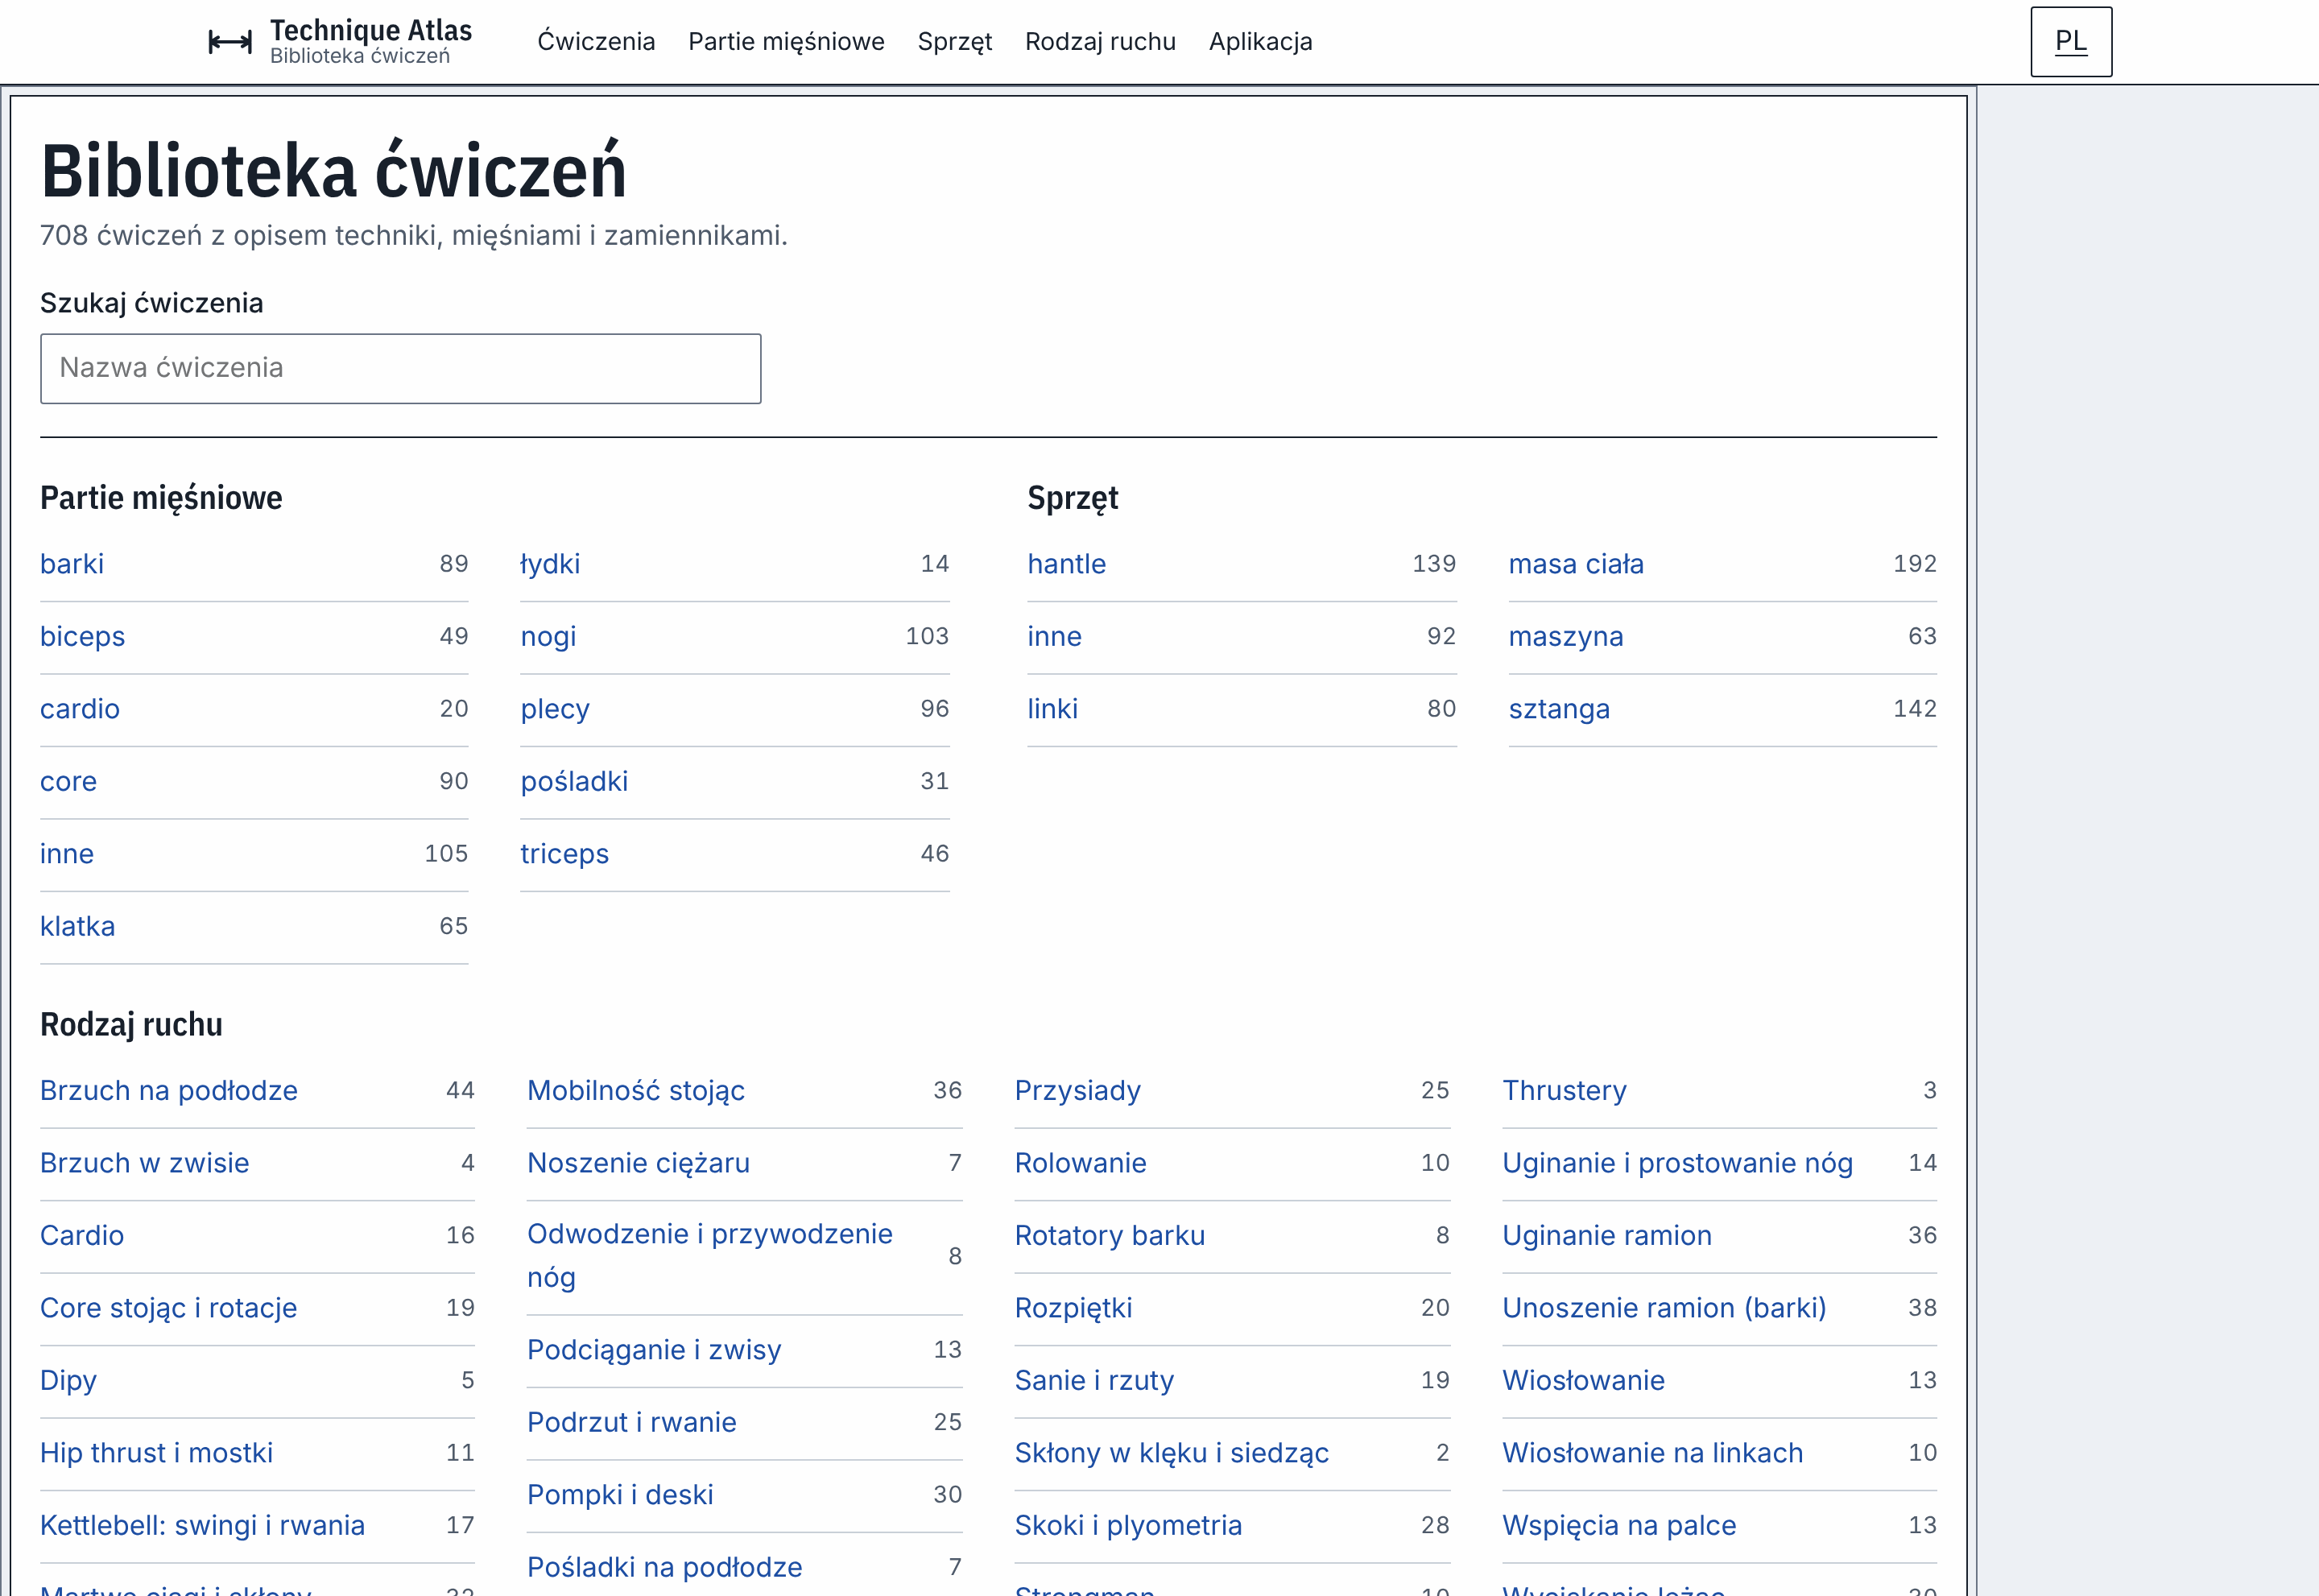 Technique Atlas
Biblioteka ćwiczeń
Ćwiczenia Partie mięśniowe Sprzęt Rodzaj ruchu Aplikacja
PL
Biblioteka ćwiczeń
708 ćwiczeń z opisem techniki, mięśniami i zamiennikami.
Szukaj ćwiczenia
Nazwa ćwiczenia
Partie mięśniowe
barki 89
biceps 49
cardio 20
core 90
inne 105
klatka 65
łydki 14
nogi 103
plecy 96
pośladki 31
triceps 46
Sprzęt
hantle 139
inne 92
linki 80
masa ciała 192
maszyna 63
sztanga 142
Rodzaj ruchu
Brzuch na podłodze 44
Brzuch w zwisie 4
Cardio 16
Core stojąc i rotacje 19
Dipy 5
Hip thrust i mostki 11
Kettlebell: swingi i rwania 17
Mobilność stojąc 36
Noszenie ciężaru 7
Odwodzenie i przywodzenie
nóg 8
Podciąganie i zwisy 13
Podrzut i rwanie 25
Pompki i deski 30
Pośladki na podłodze 7
Przysiady 25
Rolowanie 10
Rotatory barku 8
Rozpiętki 20
Sanie i rzuty 19
Skłony w klęku i siedząc 2
Skoki i plyometria 28
Thrustery 3
Uginanie i prostowanie nóg 14
Uginanie ramion 36
Unoszenie ramion (barki) 38
Wiosłowanie 13
Wiosłowanie na linkach 10
Wspięcia na palce 13